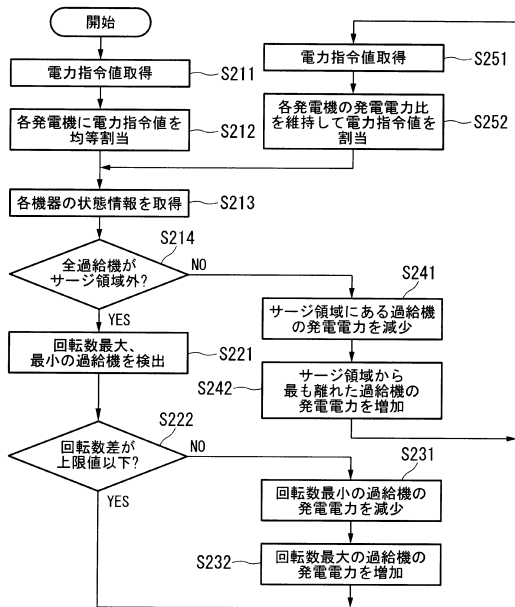 開始
電力指令値取得
S211
各発電機に電力指令値を
均等割当
S212
電力指令値取得
S251
各発電機の発電電力比
を維持して電力指令値を
割当
S252
各機器の状態情報を取得
S213
全過給機が
サージ領域外?
S214
NO
YES
サージ領域にある過給機
の発電電力を減少
S241
サージ領域から
最も離れた過給機の
発電電力を増加
S242
回転数最大、
最小の過給機を検出
S221
回転数差が
上限値以下?
S222
NO
YES
回転数最小の過給機の
発電電力を減少
S231
回転数最大の過給機の
発電電力を増加
S232